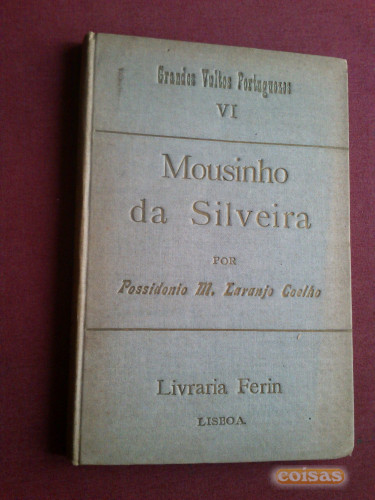 Grandes Vultos Portuguezes
VI
Mousinho
da Silveira
POR
Possidonio M. Laranjo Coelho
Livraria Ferin
LISBOA
coisas